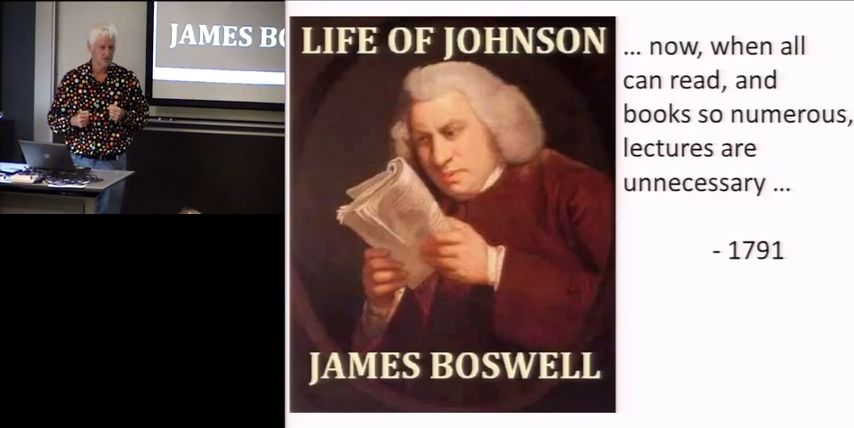 JAMES BO
LIFE OF JOHNSON
JAMES BOSWELL
... now, when all
can read, and
books so numerous,
lectures are
unnecessary ...
- 1791